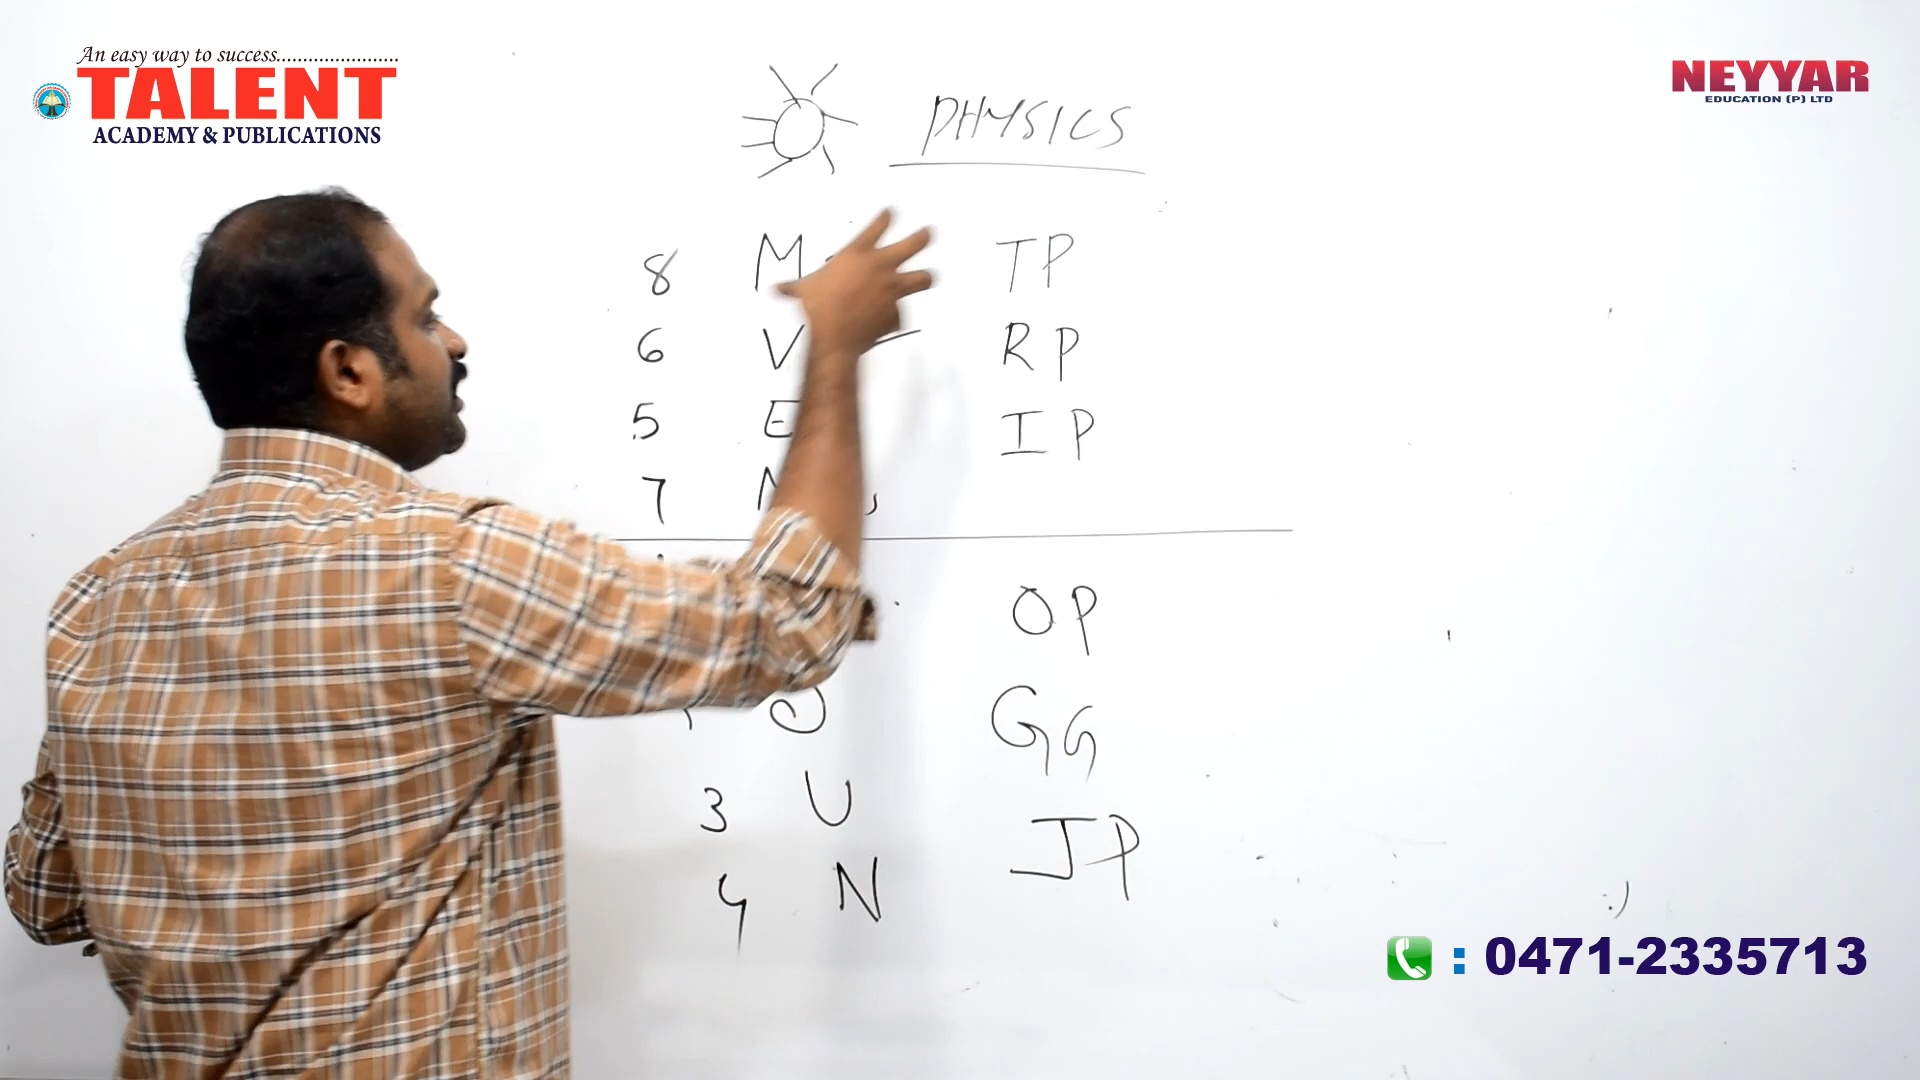 An easy way to success.......................
TALENT
ACADEMY & PUBLICATIONS
NEYYAR
EDUCATION (P) LTD
PHYSICS
8 M TP
6 V RP
5 E IP
7
OP
J GG
3 U JP
4 N
: 0471-2335713